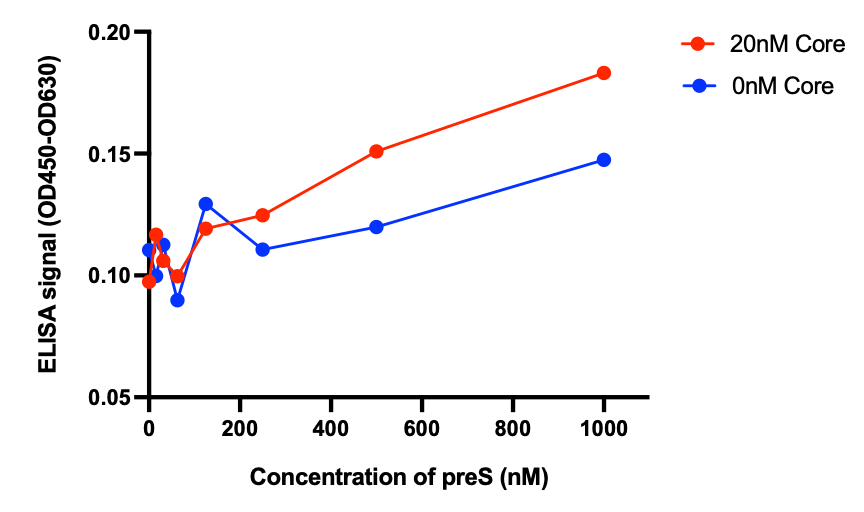 0.20
20nM Core
0nM Core
0.15
0.10
0.05
ELISA signal (OD450-OD630)
0 200 400 600 800 1000
Concentration of preS (nM)